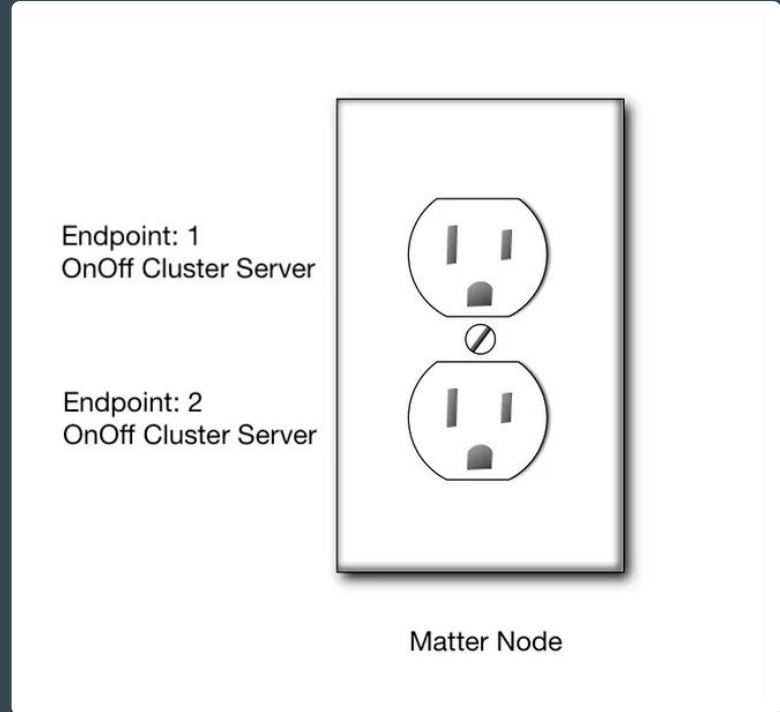 Endpoint: 1
OnOff Cluster Server
Endpoint: 2
OnOff Cluster Server
Matter Node